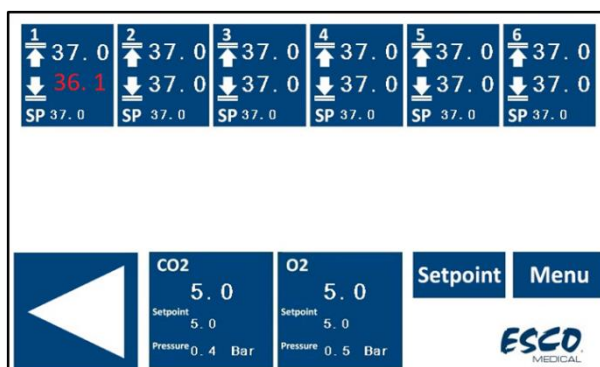 1 2 3 4 5 6
37.0 37.0 37.0 37.0 37.0 37.0
36.1 37.0 37.0 37.0 37.0 37.0
SP 37.0 SP 37.0 SP 37.0 SP 37.0 SP 37.0 SP 37.0
CO2
5.0
Setpoint
5.0
Pressure 0.4 Bar
O2
5.0
Setpoint
5.0
Pressure 0.5 Bar
Setpoint
Menu
ESCO
MEDICAL